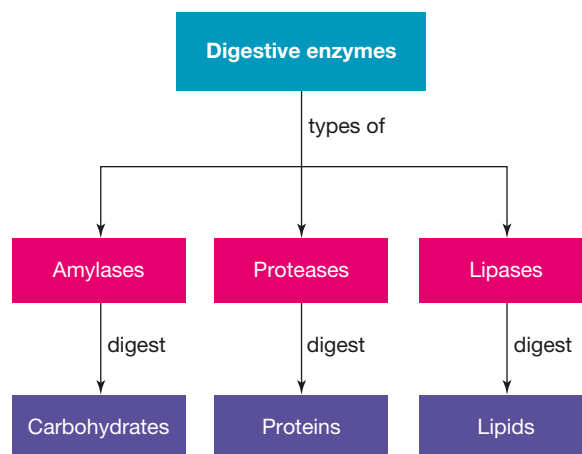 Digestive enzymes
types of
Amylases
Proteases
Lipases
digest
digest
digest
Carbohydrates
Proteins
Lipids